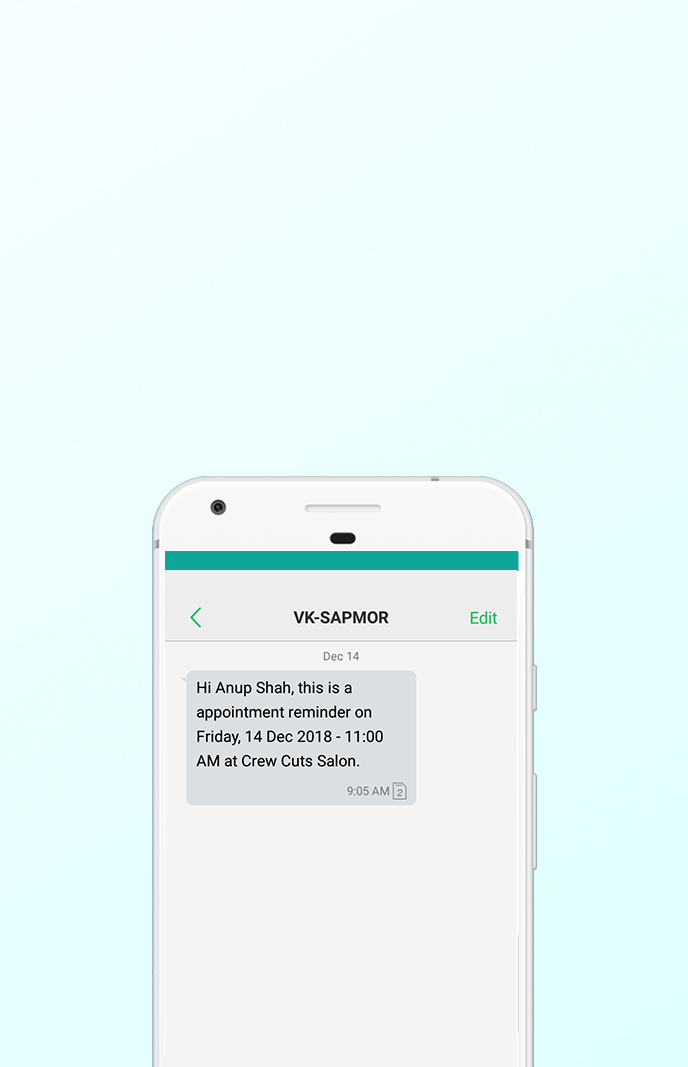 VK-SAPMOR
Edit
Dec 14
Hi Anup Shah, this is a
appointment reminder on
Friday, 14 Dec 2018 - 11:00
AM at Crew Cuts Salon.
9:05 AM 2